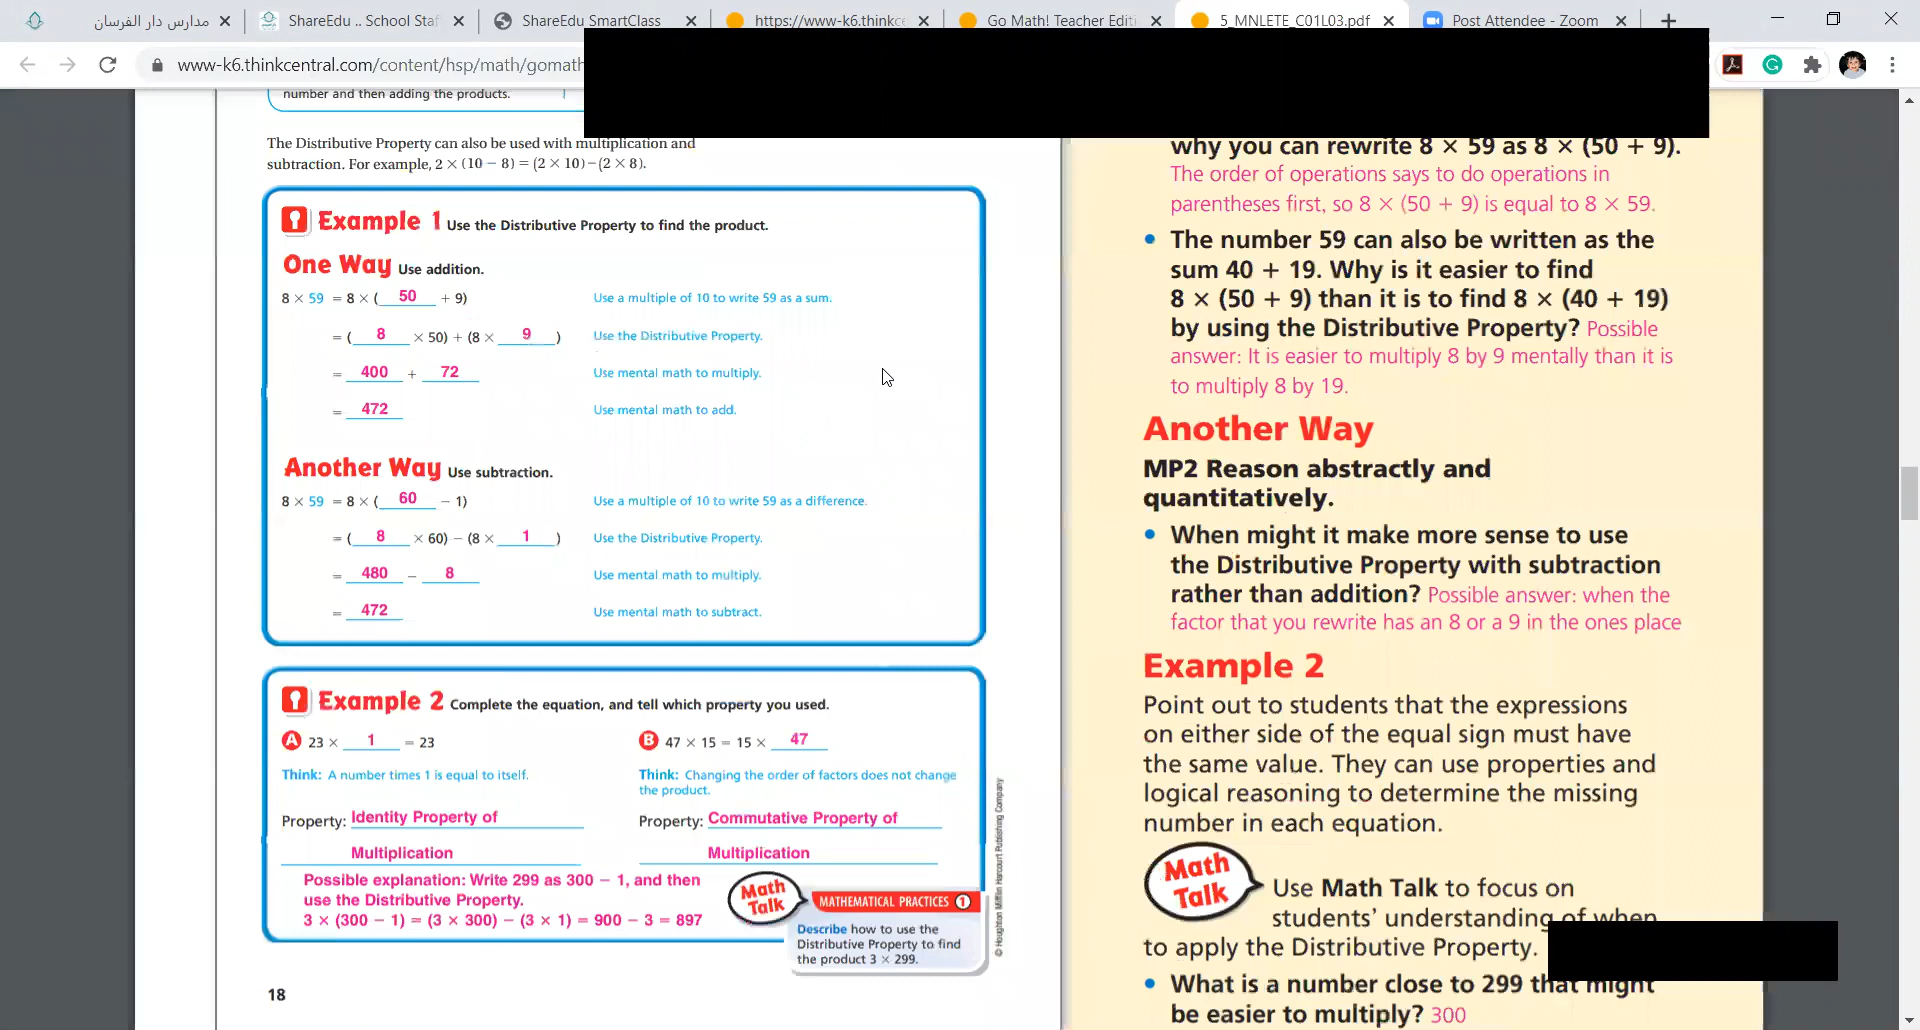 مدارس دار الفرسان
ShareEdu .. School Staf
ShareEdu SmartClass
https://www-k6.thinkce
Go Math! Teacher Editi
5_MNLETE_C01L03.pdf
Post Attendee - Zoom
www-k6.thinkcentral.com/content/hsp/math/gomath
number and then adding the products.
The Distributive Property can also be used with multiplication and
subtraction. For example, 2 × (10 − 8) = (2 × 10) − (2 × 8).
Example 1 Use the Distributive Property to find the product.
One Way Use addition.
8 × 59 = 8 × ( 50 + 9) Use a multiple of 10 to write 59 as a sum.
= ( 8 × 50) + (8 × 9 ) Use the Distributive Property.
= 400 + 72 Use mental math to multiply.
= 472 Use mental math to add.
Another Way Use subtraction.
8 × 59 = 8 × ( 60 − 1) Use a multiple of 10 to write 59 as a difference.
= ( 8 × 60) − (8 × 1 ) Use the Distributive Property.
= 480 − 8 Use mental math to multiply.
= 472 Use mental math to subtract.
Example 2 Complete the equation, and tell which property you used.
A 23 × 1 = 23
Think: A number times 1 is equal to itself.
Property: Identity Property of
Multiplication
B 47 × 15 = 15 × 47
Think: Changing the order of factors does not change
the product.
Property: Commutative Property of
Multiplication
Possible explanation: Write 299 as 300 − 1, and then
use the Distributive Property.
3 × (300 − 1) = (3 × 300) − (3 × 1) = 900 − 3 = 897
Math
Talk
MATHEMATICAL PRACTICES 1
Describe how to use the
Distributive Property to find
the product 3 × 299.
© Houghton Mifflin Harcourt Publishing Company
18
why you can rewrite 8 × 59 as 8 × (50 + 9).
The order of operations says to do operations in
parentheses first, so 8 × (50 + 9) is equal to 8 × 59.
• The number 59 can also be written as the
sum 40 + 19. Why is it easier to find
8 × (50 + 9) than it is to find 8 × (40 + 19)
by using the Distributive Property? Possible
answer: It is easier to multiply 8 by 9 mentally than it is
to multiply 8 by 19.
Another Way
MP2 Reason abstractly and
quantitatively.
• When might it make more sense to use
the Distributive Property with subtraction
rather than addition? Possible answer: when the
factor that you rewrite has an 8 or a 9 in the ones place
Example 2
Point out to students that the expressions
on either side of the equal sign must have
the same value. They can use properties and
logical reasoning to determine the missing
number in each equation.
Math
Talk
Use Math Talk to focus on
students' understanding of when
to apply the Distributive Property.
• What is a number close to 299 that might
be easier to multiply? 300